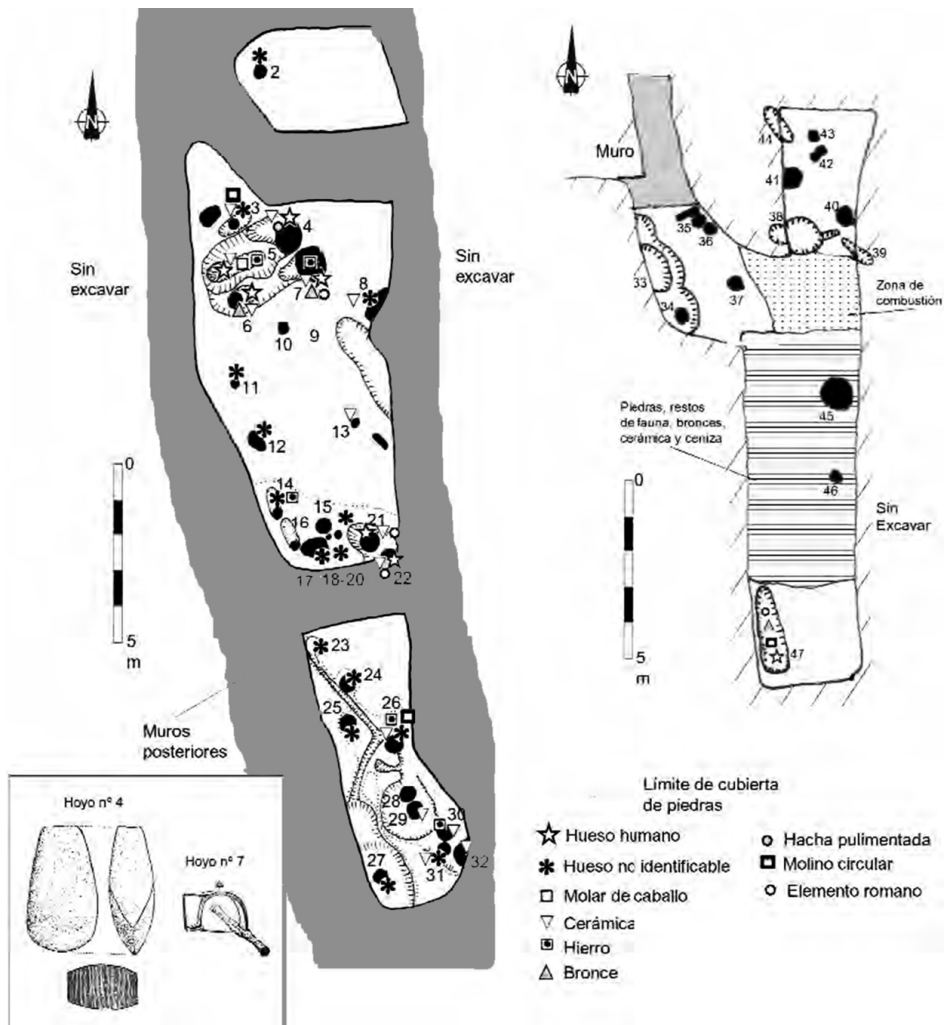 N
2
3
4
5
6
7
8
9
10
11
12
13
14
15
16
17
18-20
21
22
Sin
excavar
Sin
excavar
0
5
m
23
24
25
26
27
28
29
30
31
32
Muros
posteriores
Hoyo nº 4
Hoyo nº 7
N
Muro
44
43
42
41
40
38
39
35
36
33
34
37
Zona de
combustión
45
Piedras, restos
de fauna, bronces,
cerámica y ceniza
46
0
Sin
Excavar
5
m
47
Límite de cubierta
de piedras
Hueso humano
Hueso no identificable
Molar de caballo
Cerámica
Hierro
Bronce
Hacha pulimentada
Molino circular
Elemento romano